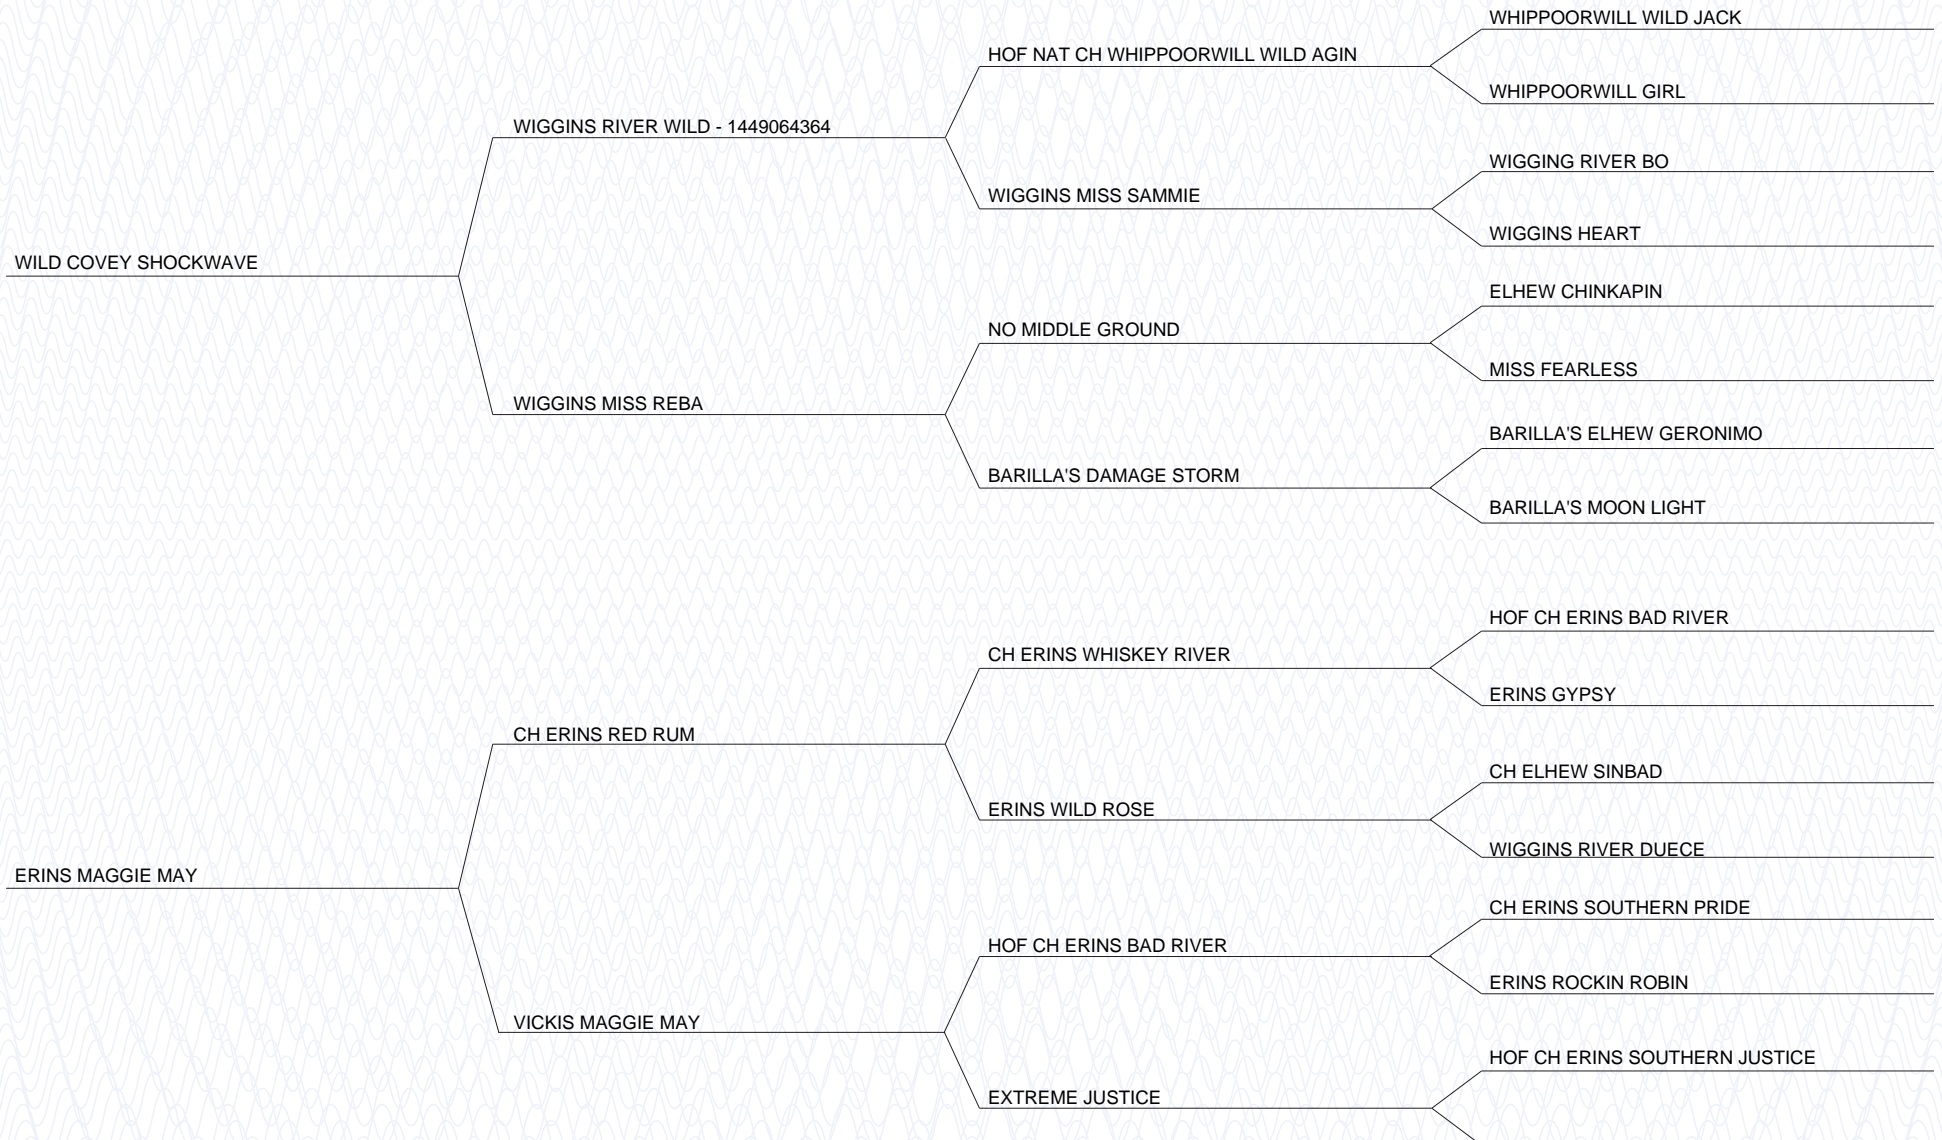 WHIPPOORWILL WILD JACK
HOF NAT CH WHIPPOORWILL WILD AGIN
WHIPPOORWILL GIRL
WIGGINS RIVER WILD - 1449064364
WIGGING RIVER BO
WIGGINS MISS SAMMIE
WIGGINS HEART
WILD COVEY SHOCKWAVE
ELHEW CHINKAPIN
NO MIDDLE GROUND
MISS FEARLESS
WIGGINS MISS REBA
BARILLA'S ELHEW GERONIMO
BARILLA'S DAMAGE STORM
BARILLA'S MOON LIGHT
HOF CH ERINS BAD RIVER
CH ERINS WHISKEY RIVER
ERINS GYPSY
CH ERINS RED RUM
CH ELHEW SINBAD
ERINS WILD ROSE
WIGGINS RIVER DUECE
ERINS MAGGIE MAY
CH ERINS SOUTHERN PRIDE
HOF CH ERINS BAD RIVER
ERINS ROCKIN ROBIN
VICKIS MAGGIE MAY
HOF CH ERINS SOUTHERN JUSTICE
EXTREME JUSTICE